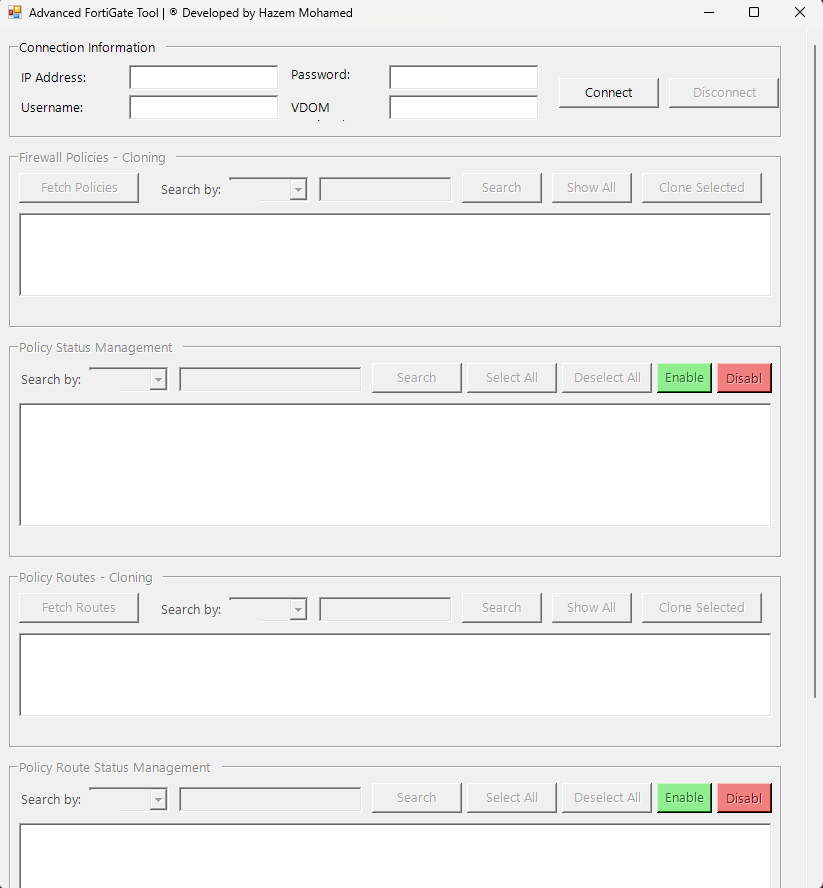 Advanced FortiGate Tool | ® Developed by Hazem Mohamed
Connection Information
IP Address:
Password:
Connect
Disconnect
Username:
VDOM
Firewall Policies - Cloning
Fetch Policies
Search by:
Search
Show All
Clone Selected
Policy Status Management
Search by:
Search
Select All
Deselect All
Enable
Disabl
Policy Routes - Cloning
Fetch Routes
Search by:
Search
Show All
Clone Selected
Policy Route Status Management
Search by:
Search
Select All
Deselect All
Enable
Disabl